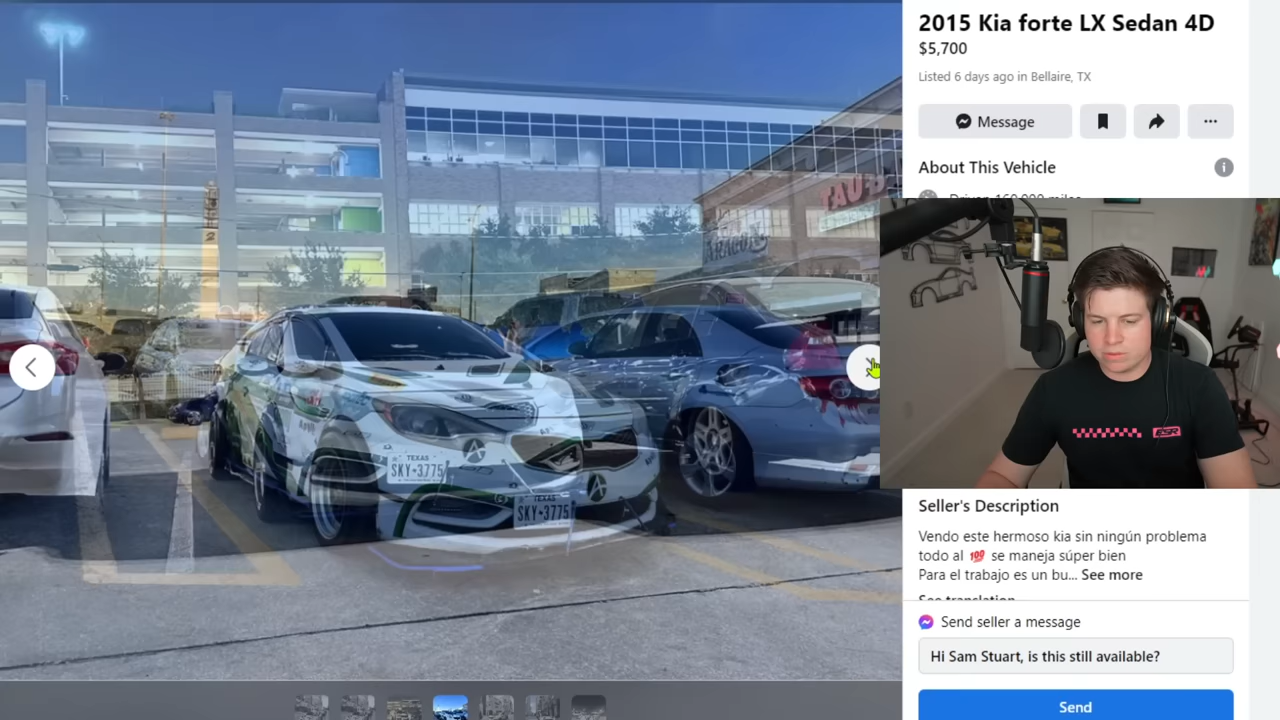 2015 Kia forte LX Sedan 4D
$5,700
Listed 6 days ago in Bellaire, TX
Message
About This Vehicle
TEXAS
SKY-3775
TEXAS
SKY-3775
ESR
Seller's Description
Vendo este hermoso kia sin ningún problema
todo al 💯 se maneja súper bien
Para el trabajo es un bu... See more
See translation
Send seller a message
Hi Sam Stuart, is this still available?
Send